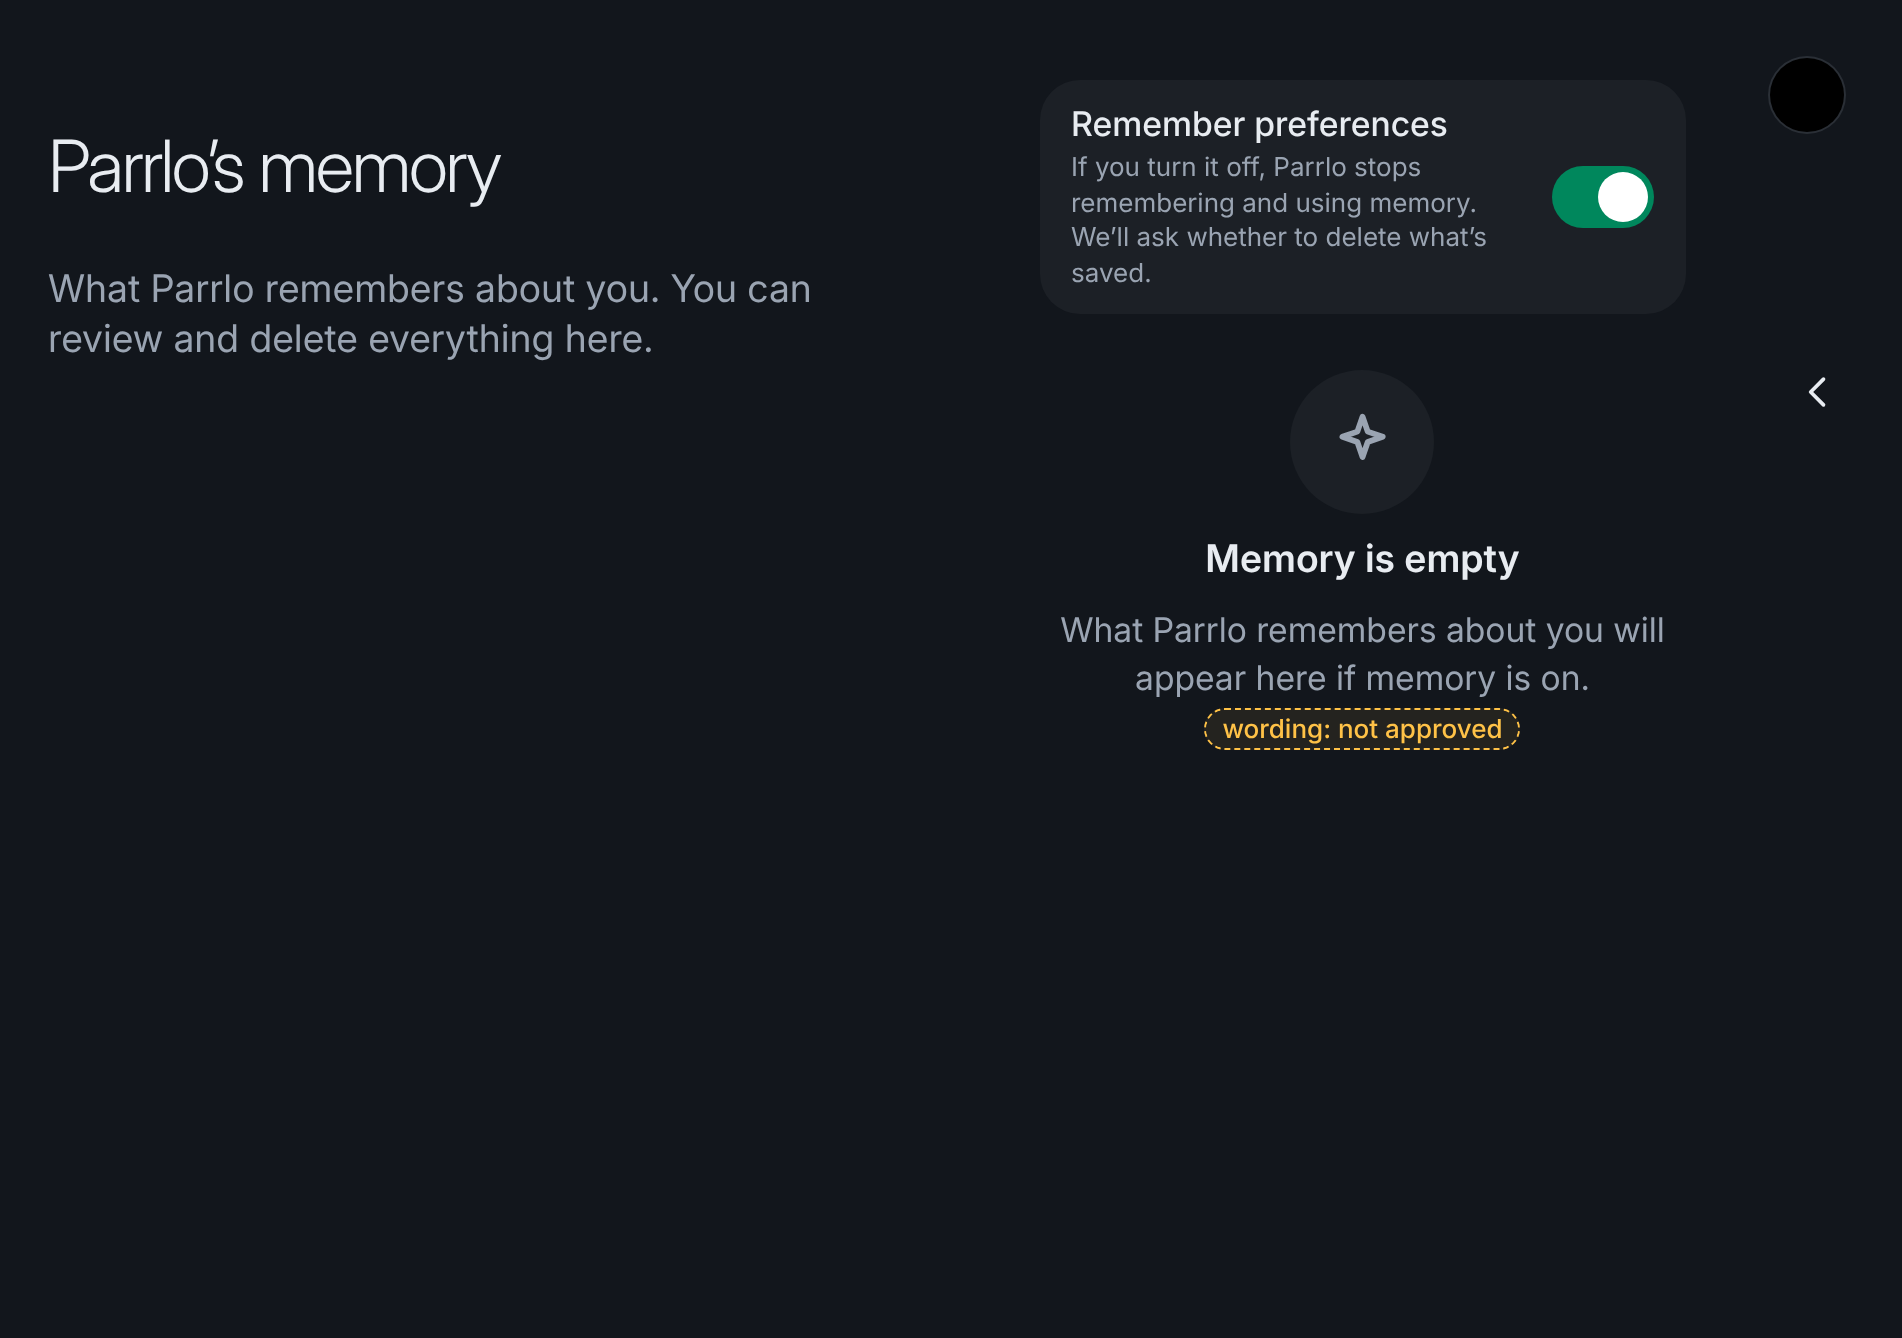 Parrlo’s memory
What Parrlo remembers about you. You can
review and delete everything here.
Remember preferences
If you turn it off, Parrlo stops
remembering and using memory.
We’ll ask whether to delete what’s
saved.
Memory is empty
What Parrlo remembers about you will
appear here if memory is on.
wording: not approved